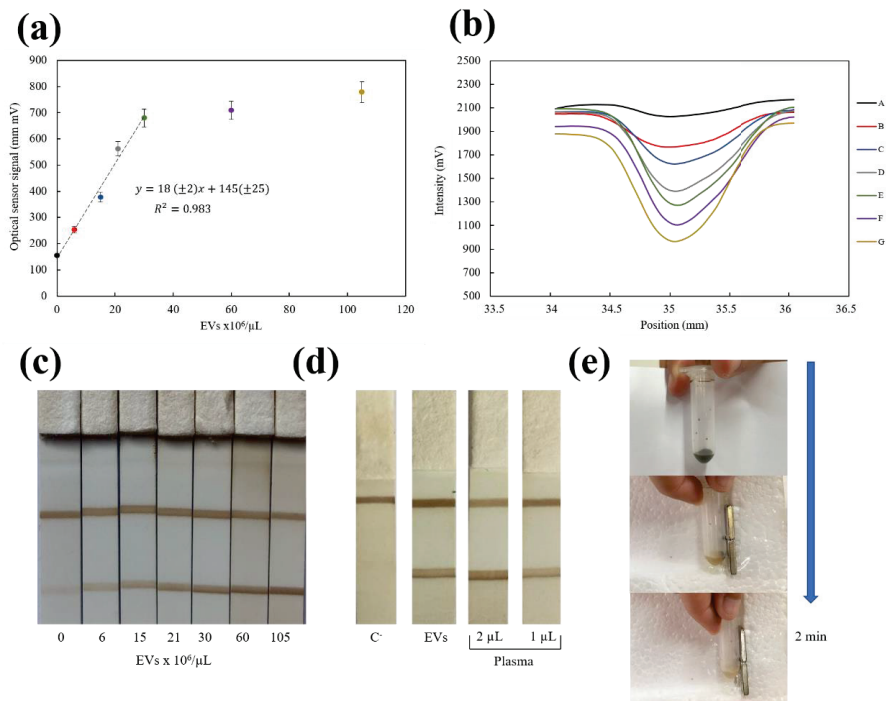 (a)
900
800
700
600
500
400
300
200
100
0
Optical sensor signal (mm mV)
y = 18 (±2)x + 145(±25)
R² = 0.983
0 20 40 60 80 100 120
EVs x10⁶/μL
(b)
2500
2300
2100
1900
1700
1500
1300
1100
900
700
500
Intensity (mV)
33.5 34 34.5 35 35.5 36 36.5
Position (mm)
A
B
C
D
E
F
G
(c)
0 6 15 21 30 60 105
EVs x 10⁶/μL
(d)
C⁻ EVs 2 μL 1 μL
Plasma
(e)
2 min